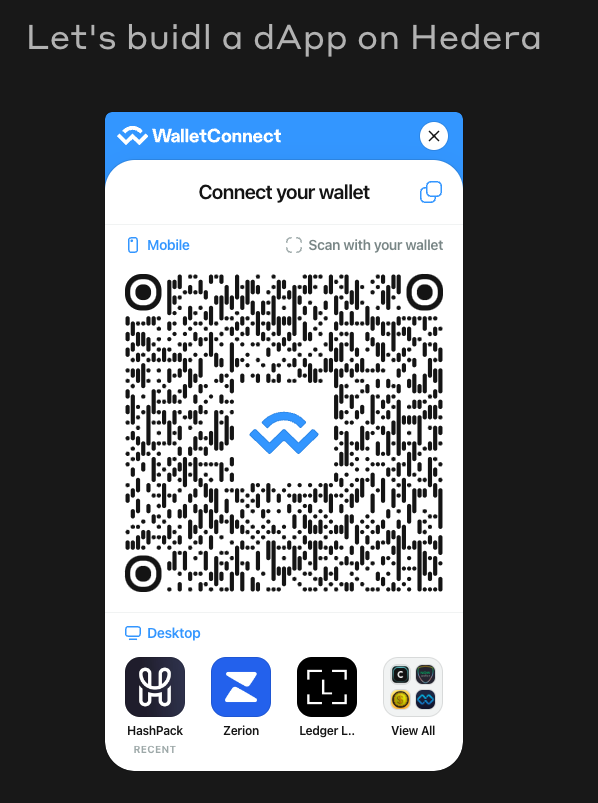 Let's buidl a dApp on Hedera
WalletConnect
Connect your wallet
Mobile
Scan with your wallet
Desktop
HashPack
Zerion
Ledger L..
View All
RECENT